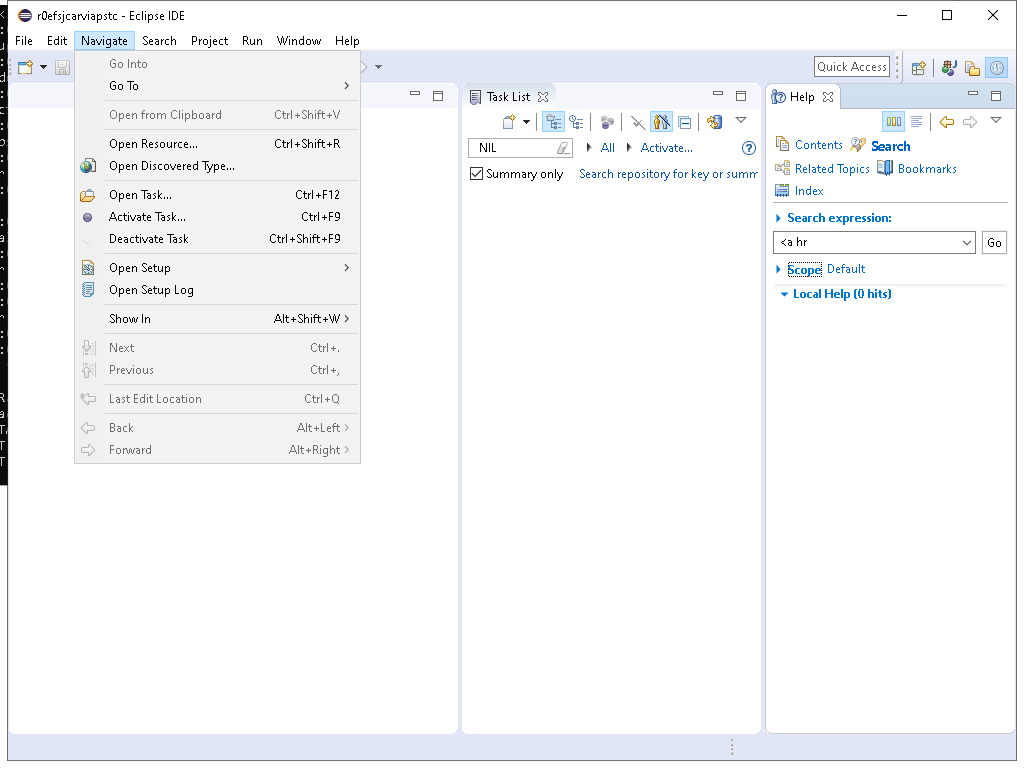 r0efsjcarviapstc - Eclipse IDE
File Edit Navigate Search Project Run Window Help
Quick Access
Go Into
Go To
Open from Clipboard Ctrl+Shift+V
Open Resource... Ctrl+Shift+R
Open Discovered Type...
Open Task... Ctrl+F12
Activate Task... Ctrl+F9
Deactivate Task Ctrl+Shift+F9
Open Setup
Open Setup Log
Show In Alt+Shift+W
Next Ctrl+.
Previous Ctrl+,
Last Edit Location Ctrl+Q
Back Alt+Left
Forward Alt+Right
Task List
NIL All Activate...
Summary only Search repository for key or summ
Help
Contents Search
Related Topics Bookmarks
Index
Search expression:
<a hr Go
Scope Default
Local Help (0 hits)